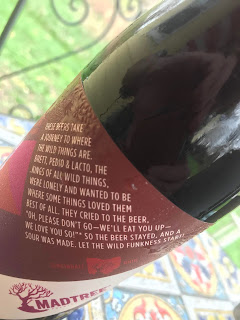 THESE BEERS TAKE
A JOURNEY TO WHERE
THE WILD THINGS ARE.
BRETT, PEDIO & LACTO, THE
KINGS OF ALL WILD THINGS,
WERE LONELY AND WANTED TO BE
WHERE SOME THINGS LOVED THEM
BEST OF ALL. THEY CRIED TO THE BEER,
"OH, PLEASE DON'T GO—WE'LL EAT YOU UP—
WE LOVE YOU SO!" SO THE BEER STAYED, AND A
SOUR WAS MADE. LET THE WILD FUNKNESS START!
MADTREE